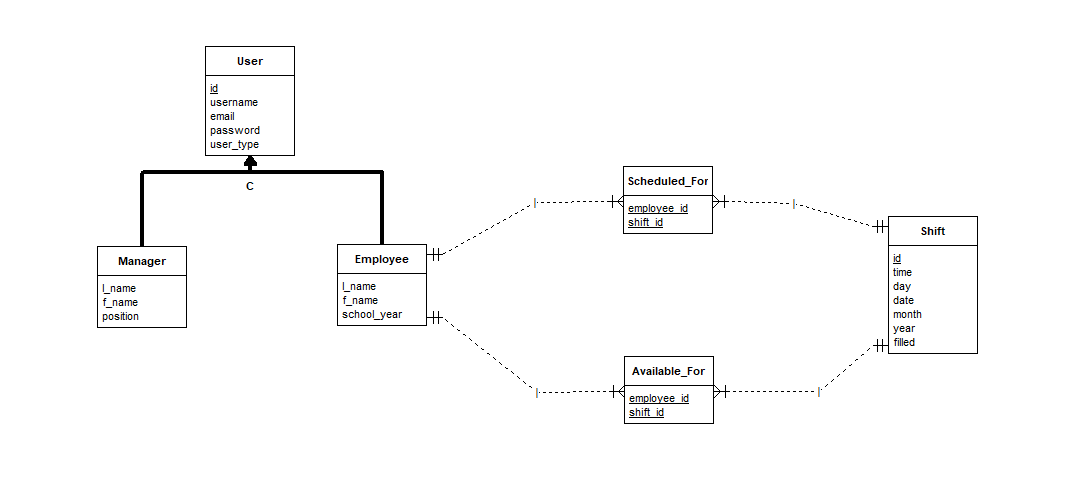 User
id
username
email
password
user_type
C
Manager
l_name
f_name
position
Employee
l_name
f_name
school_year
Scheduled_For
employee_id
shift_id
Available_For
employee_id
shift_id
Shift
id
time
day
date
month
year
filled